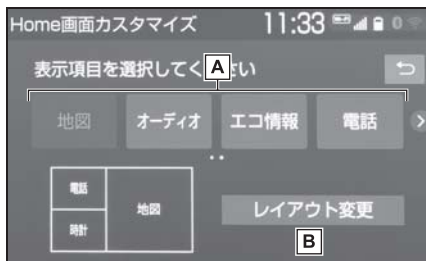 Home画面カスタマイズ 11:33 0
表示項目を選択してく A さい
地図 オーディオ エコ情報 電話
電話 地図
時計
レイアウト変更
B